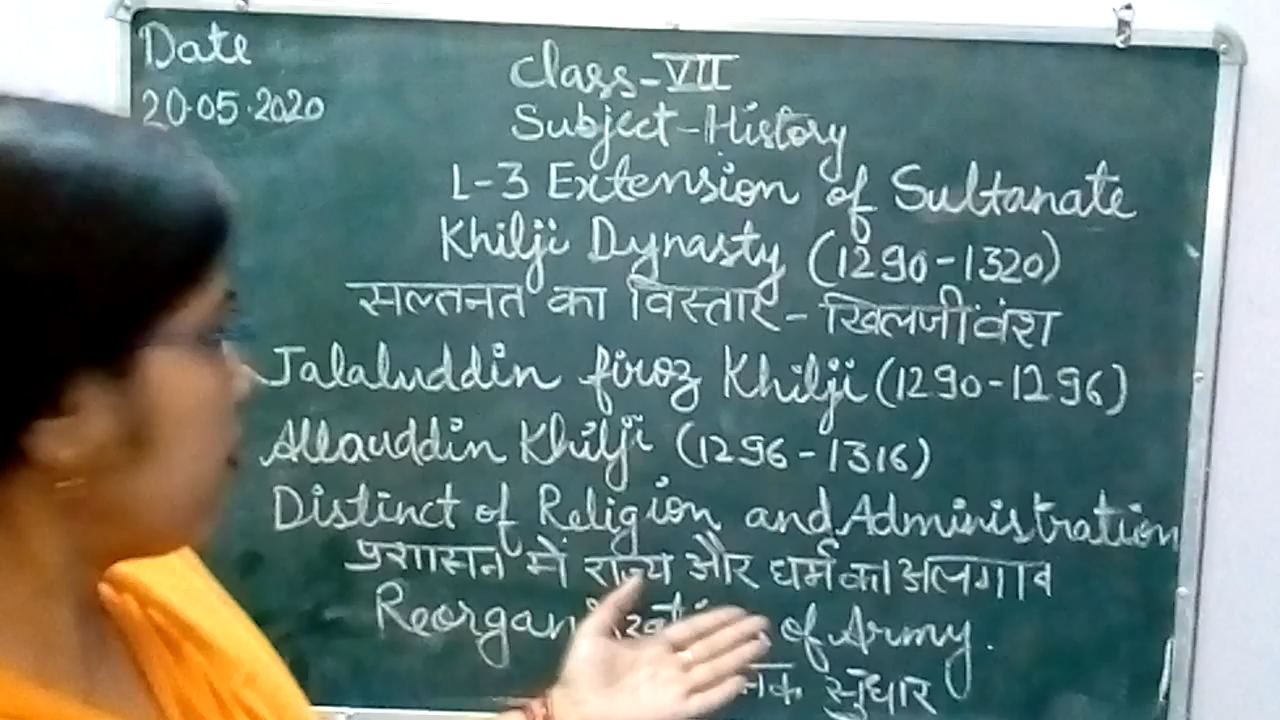 Date
20.05.2020
Class-VII
Subject-History
L-3 Extension of Sultanate
Khilji Dynasty (1290-1320)
सल्तनत का विस्तार - खिलजी वंश
Jalaluddin firoz Khilji (1290-1296)
Allauddin Khilji (1296-1316)
Distinct of Religion and Administration
प्रशासन में राज्य और धर्म का अलगाव
of Army.
सुधार